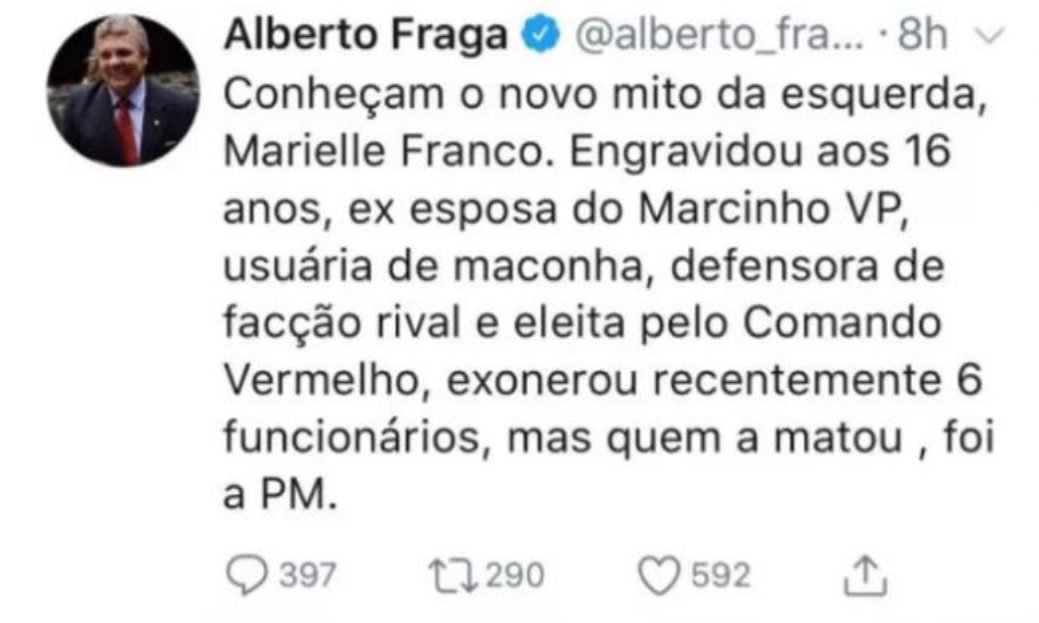 Alberto Fraga @alberto_fra... · 8h
Conheçam o novo mito da esquerda,
Marielle Franco. Engravidou aos 16
anos, ex esposa do Marcinho VP,
usuária de maconha, defensora de
facção rival e eleita pelo Comando
Vermelho, exonerou recentemente 6
funcionários, mas quem a matou , foi
a PM.
397 290 592